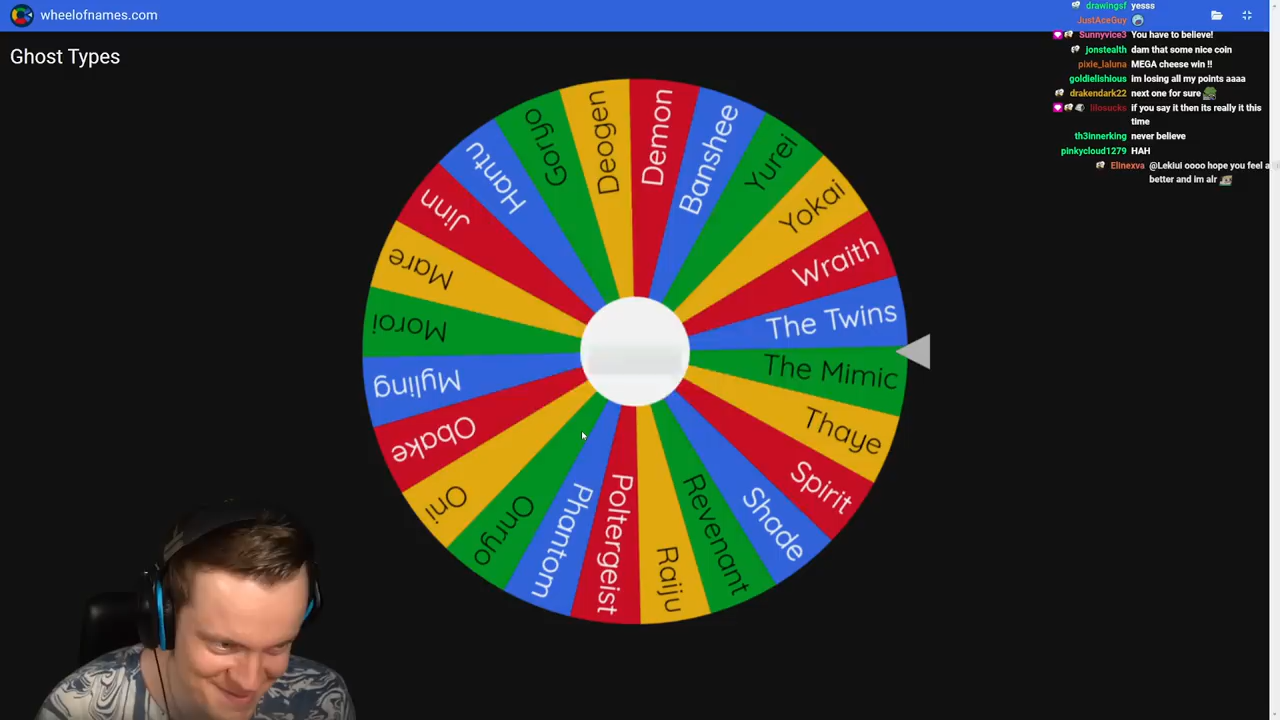 wheelofnames.com
Ghost Types
Demon
Banshee
Yurei
Yokai
Wraith
The Twins
The Mimic
Thaye
Spirit
Shade
Revenant
Raiju
Poltergeist
Phantom
Onryo
Oni
Obake
Myling
Moroi
Mare
Jinn
Hantu
Goryo
Deogen
drawingsf yesss
JustAceGuy
Sunnyvice3 You have to believe!
jonstealth dam that some nice coin
pixie_laluna MEGA cheese win !!
goldielishious im losing all my points aaaa
drakendark22 next one for sure
lilosucks if you say it then its really it this
time
th3innerking never believe
pinkycloud1279 HAH
Elinexva @Lekiui oooo hope you feel a
better and im alr